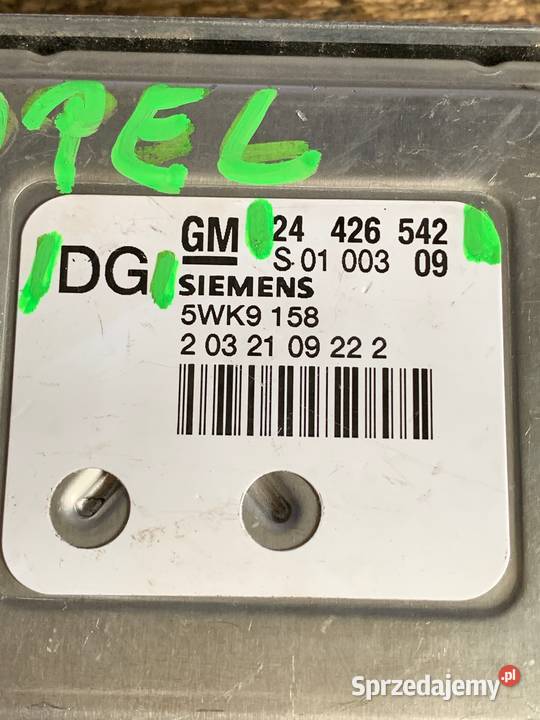 OPEL
GM 24 426 542
DG S 01 003 09
SIEMENS
5WK9 158
2 03 21 09 22 2
Sprzedajemy.pl